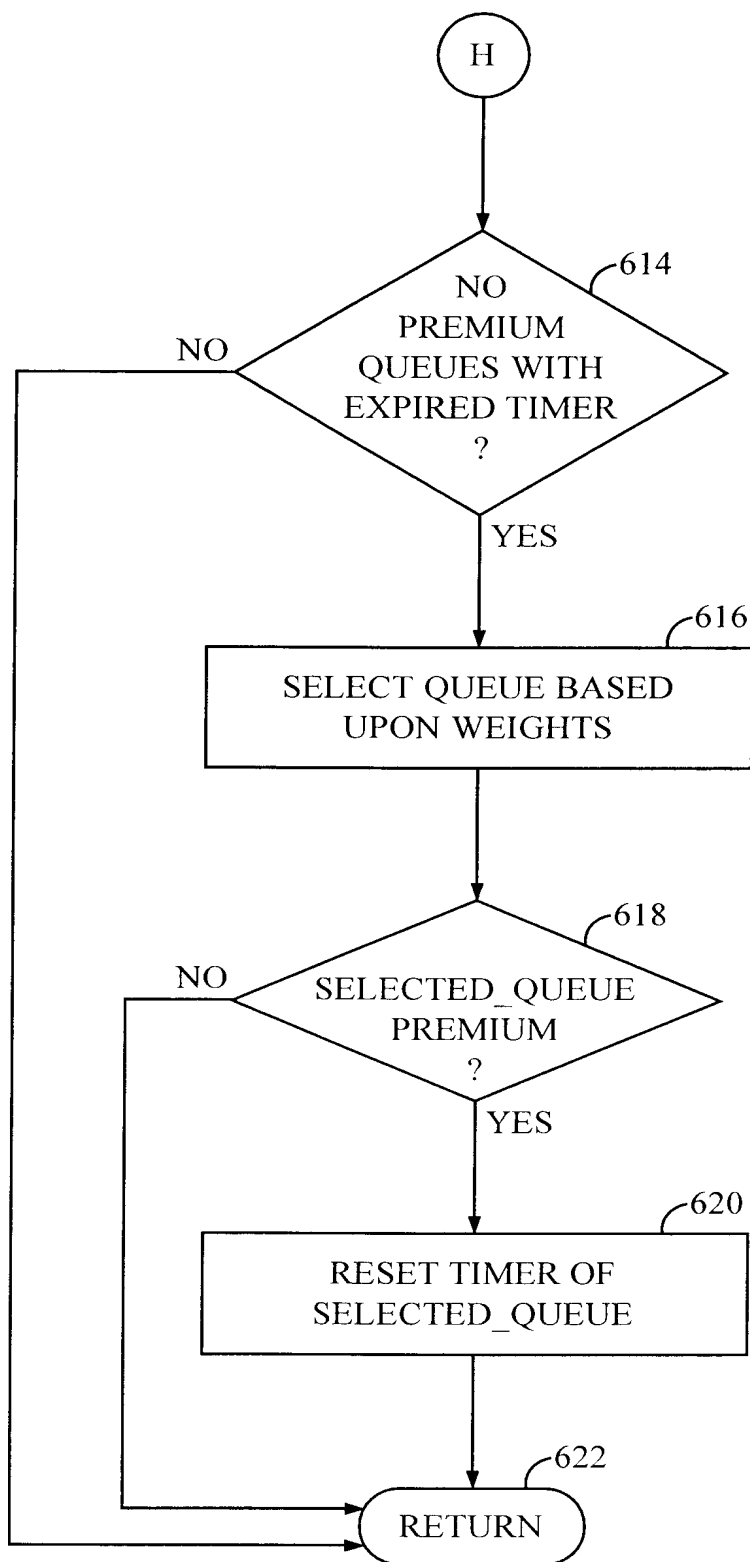 H
614
NO
PREMIUM
QUEUES WITH
EXPIRED TIMER
?
NO
YES
616
SELECT QUEUE BASED
UPON WEIGHTS
618
NO
SELECTED_QUEUE
PREMIUM
?
YES
620
RESET TIMER OF
SELECTED_QUEUE
622
RETURN